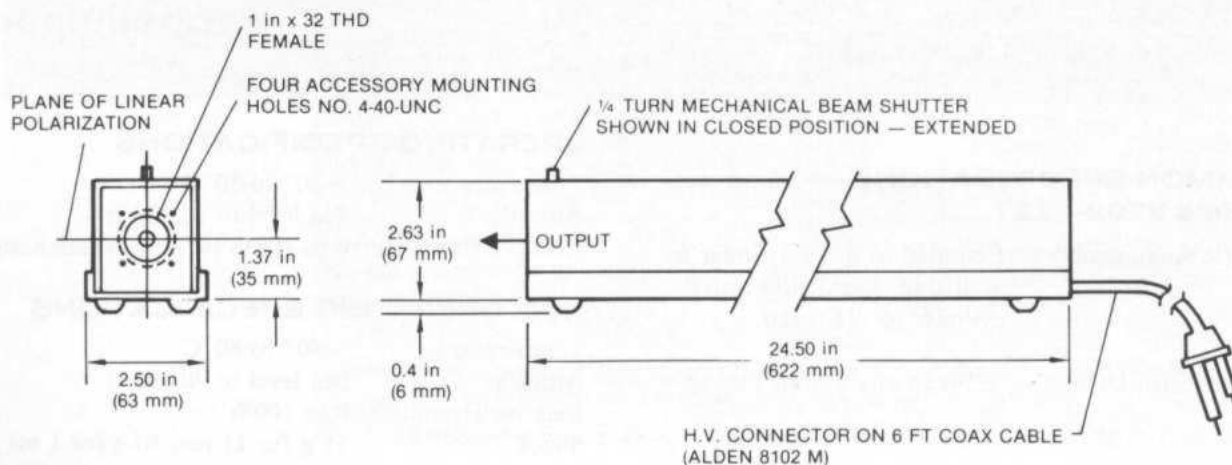 1 in x 32 THD
FEMALE
FOUR ACCESSORY MOUNTING
HOLES NO. 4-40-UNC
PLANE OF LINEAR
POLARIZATION
¼ TURN MECHANICAL BEAM SHUTTER
SHOWN IN CLOSED POSITION — EXTENDED
OUTPUT
2.63 in
(67 mm)
1.37 in
(35 mm)
2.50 in
(63 mm)
0.4 in
(6 mm)
24.50 in
(622 mm)
H.V. CONNECTOR ON 6 FT COAX CABLE
(ALDEN 8102 M)